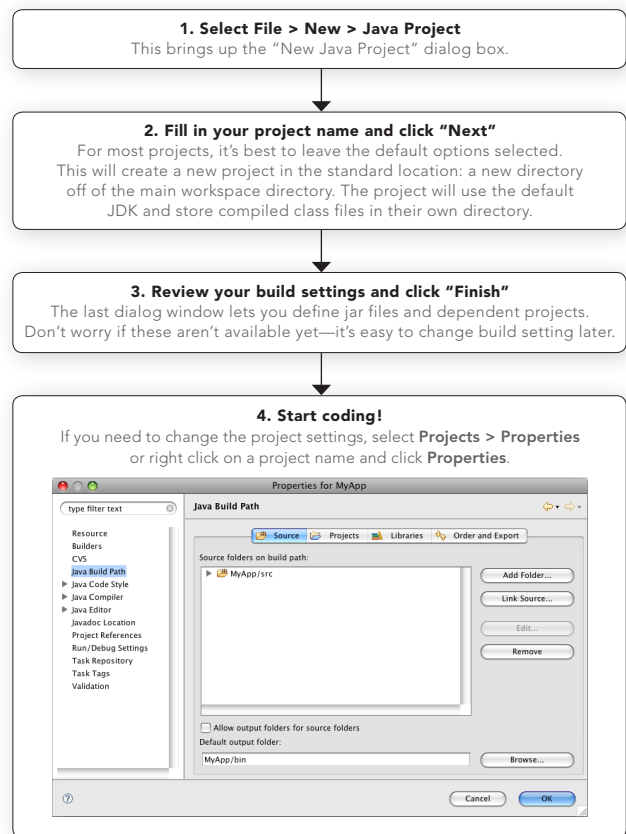 1. Select File > New > Java Project
This brings up the “New Java Project” dialog box.
2. Fill in your project name and click “Next”
For most projects, it’s best to leave the default options selected.
This will create a new project in the standard location: a new directory
off of the main workspace directory. The project will use the default
JDK and store compiled class files in their own directory.
3. Review your build settings and click “Finish”
The last dialog window lets you define jar files and dependent projects.
Don’t worry if these aren’t available yet—it’s easy to change build setting later.
4. Start coding!
If you need to change the project settings, select Projects > Properties
or right click on a project name and click Properties.
Properties for MyApp
type filter text
Resource
Builders
CVS
Java Build Path
Java Code Style
Java Compiler
Java Editor
Javadoc Location
Project References
Run/Debug Settings
Task Repository
Task Tags
Validation
Java Build Path
Source Projects Libraries Order and Export
Source folders on build path:
MyApp/src
Add Folder...
Link Source...
Edit...
Remove
Allow output folders for source folders
Default output folder:
MyApp/bin
Browse...
?
Cancel OK